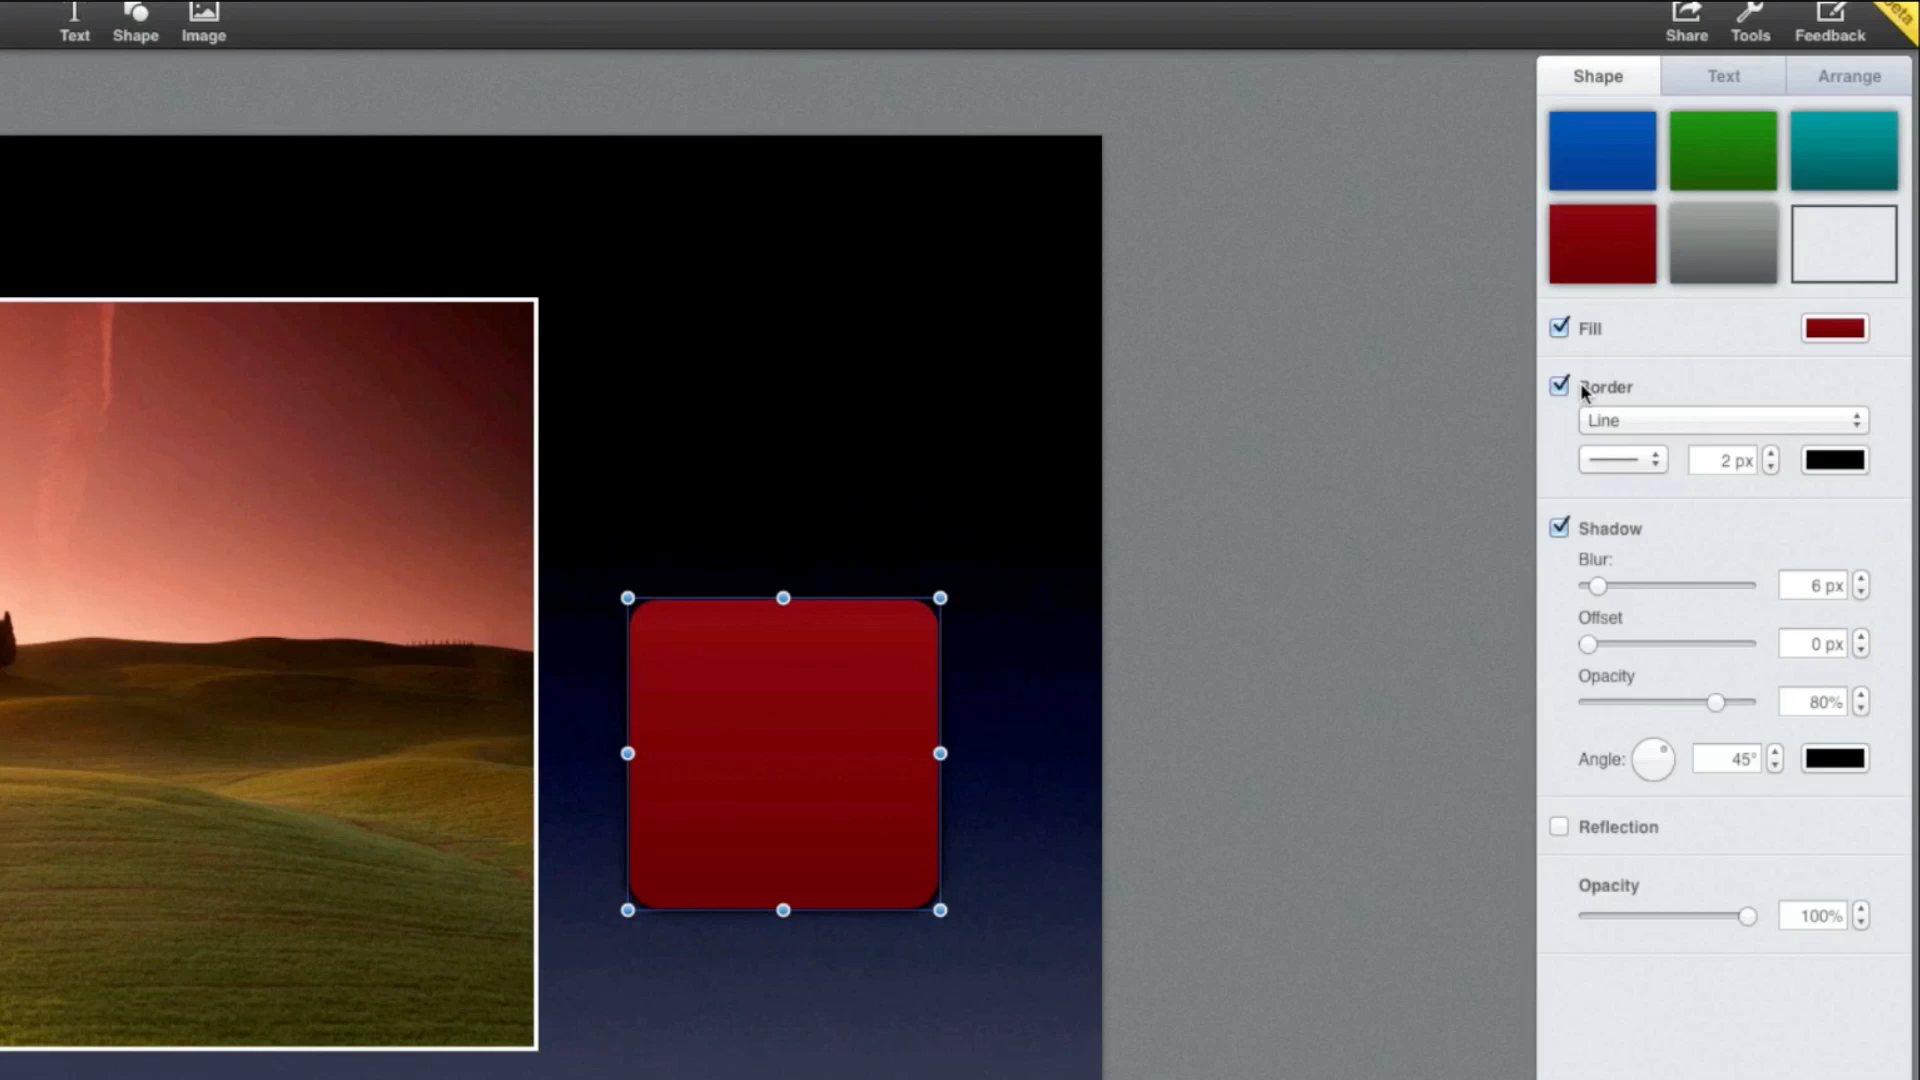 Text Shape Image Share Tools Feedback
Shape Text Arrange
Fill
Border
Line
2 px
Shadow
Blur:
6 px
Offset
0 px
Opacity
80%
Angle: 45°
Reflection
Opacity
100%